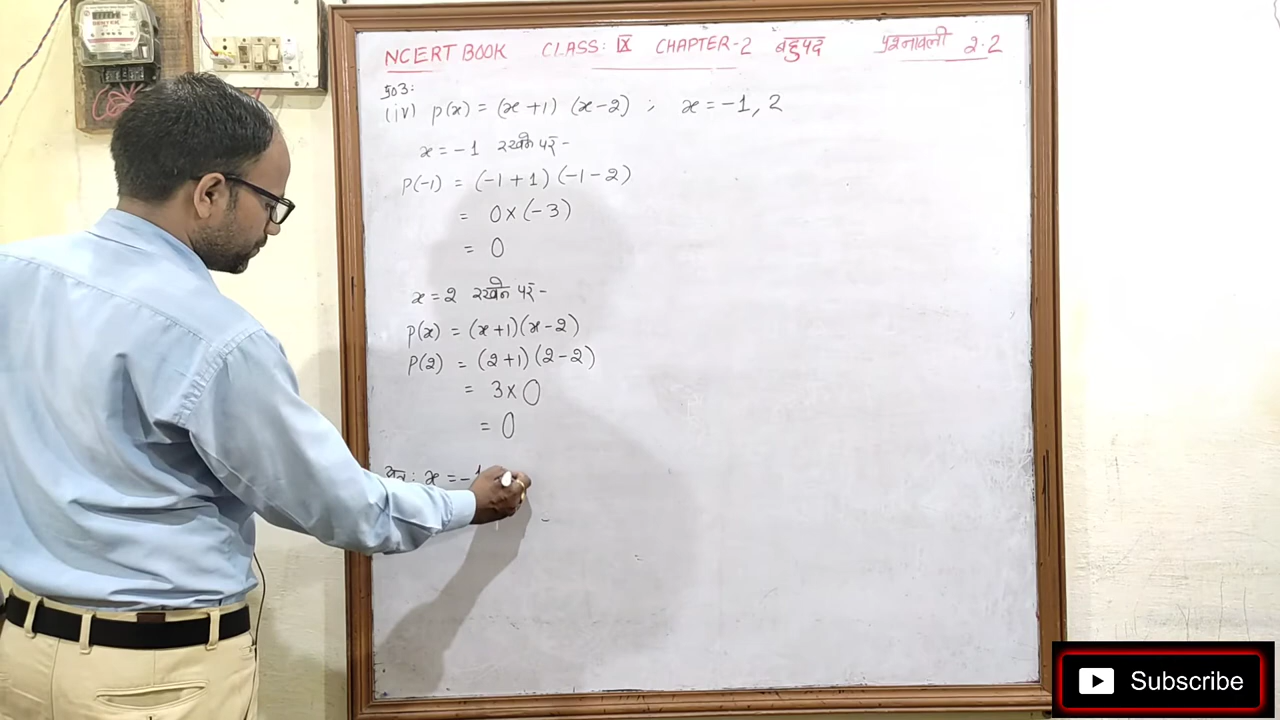 NCERT BOOK CLASS: IX CHAPTER-2 बहुपद प्रश्नावली 2.2
प्र०3:
(iv) p(x) = (x+1) (x-2) ; x = -1, 2
x = -1 रखने पर -
P(-1) = (-1+1) (-1-2)
= 0×(-3)
= 0
x = 2 रखने पर -
P(x) = (x+1)(x-2)
P(2) = (2+1)(2-2)
= 3×0
= 0
अत: x = -1
Subscribe